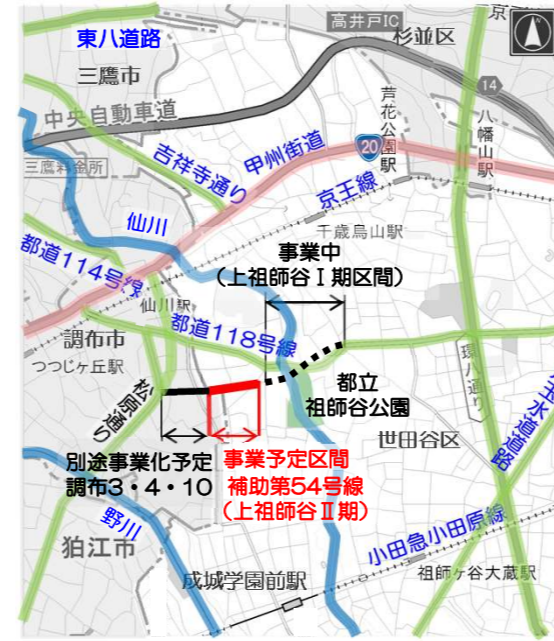 高井戸IC
杉並区
東八道路
三鷹市
中央自動車道
14
芦花公園駅
八幡山駅
20
甲州街道
吉祥寺通り
三鷹料金所
京王線
仙川
千歳烏山駅
事業中
(上祖師谷Ⅰ期区間)
都道114号線
仙川駅
都道118号線
調布市
つつじヶ丘駅
環八通り
都立
祖師谷公園
松原通り
世田谷区
別途事業化予定
調布3・4・10
事業予定区間
補助第54号線
(上祖師谷Ⅱ期)
野川
狛江市
小田急小田原線
成城学園前駅
祖師ヶ谷大蔵駅